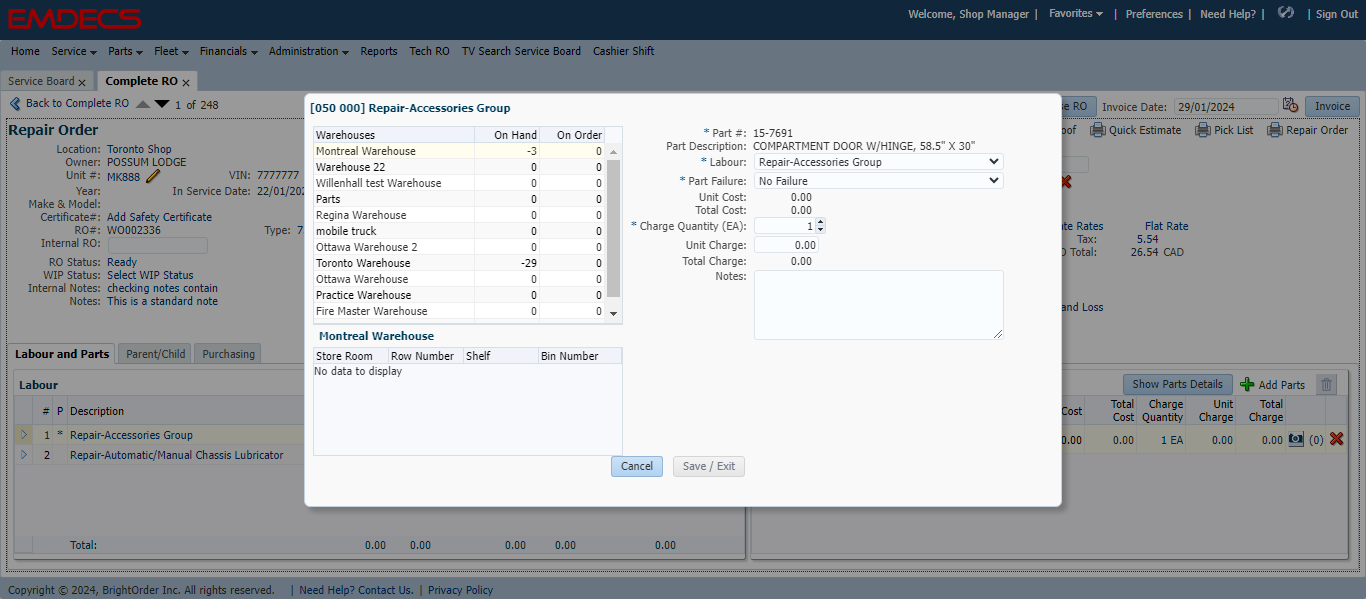 EMDECS
Welcome, Shop Manager | Favorites | Preferences | Need Help? | | Sign Out
Home Service Parts Fleet Financials Administration Reports Tech RO TV Search Service Board Cashier Shift
Service Board x Complete RO x
Back to Complete RO 1 of 248 RO Invoice Date: 29/01/2024 Invoice
Repair Order Quick Estimate Pick List Repair Order
Location: Toronto Shop
Owner: POSSUM LODGE
Unit #: MK888 VIN: 7777777
Year: In Service Date: 22/01/202
Make & Model:
Certificate#: Add Safety Certificate
RO#: WO002336 Type: 7
Internal RO:
RO Status: Ready
WIP Status: Select WIP Status
Internal Notes: checking notes contain
Notes: This is a standard note
Rates Flat Rate
Tax: 5.54
Total: 26.54 CAD
and Loss
[050 000] Repair-Accessories Group
Warehouses On Hand On Order
Montreal Warehouse -3 0
Warehouse 22 0 0
Willenhall test Warehouse 0 0
Parts 0 0
Regina Warehouse 0 0
mobile truck 0 0
Ottawa Warehouse 2 0 0
Toronto Warehouse -29 0
Ottawa Warehouse 0 0
Practice Warehouse 0 0
Fire Master Warehouse 0 0
Montreal Warehouse
Store Room Row Number Shelf Bin Number
No data to display
* Part #: 15-7691
Part Description: COMPARTMENT DOOR W/HINGE, 58.5" X 30"
* Labour: Repair-Accessories Group
* Part Failure: No Failure
Unit Cost: 0.00
Total Cost: 0.00
* Charge Quantity (EA): 1
Unit Charge: 0.00
Total Charge: 0.00
Notes:
Cancel Save / Exit
Labour and Parts Parent/Child Purchasing
Labour
# P Description
1 * Repair-Accessories Group
2 Repair-Automatic/Manual Chassis Lubricator
Total: 0.00 0.00 0.00 0.00 0.00
Show Parts Details Add Parts
Cost Total Cost Charge Quantity Unit Charge Total Charge
0.00 0.00 1 EA 0.00 0.00 (0)
Copyright © 2024, BrightOrder Inc. All rights reserved. | Need Help? Contact Us. | Privacy Policy